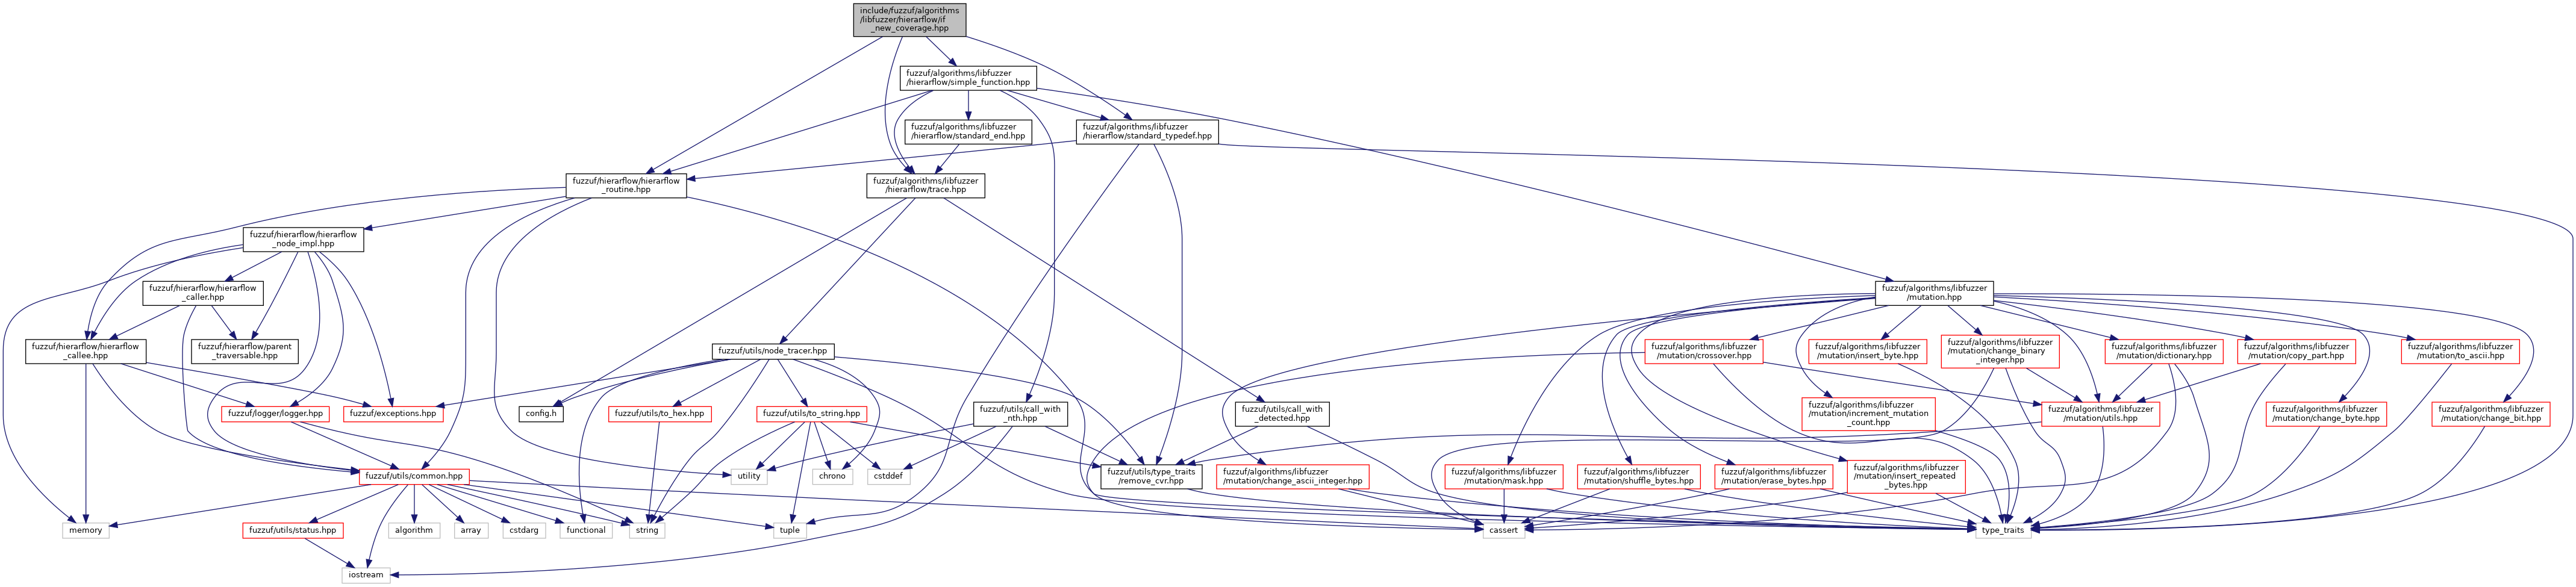 include/fuzzuf/algorithms
/libfuzzer/hierarflow/if
_new_coverage.hpp
fuzzuf/algorithms/libfuzzer
/hierarflow/simple_function.hpp
fuzzuf/algorithms/libfuzzer
/hierarflow/standard_end.hpp
fuzzuf/algorithms/libfuzzer
/hierarflow/standard_typedef.hpp
fuzzuf/hierarflow/hierarflow
_routine.hpp
fuzzuf/algorithms/libfuzzer
/hierarflow/trace.hpp
fuzzuf/hierarflow/hierarflow
_node_impl.hpp
fuzzuf/hierarflow/hierarflow
_caller.hpp
fuzzuf/algorithms/libfuzzer
/mutation.hpp
fuzzuf/hierarflow/hierarflow
_callee.hpp
fuzzuf/hierarflow/parent
_traversable.hpp
fuzzuf/utils/node_tracer.hpp
fuzzuf/algorithms/libfuzzer
/mutation/crossover.hpp
fuzzuf/algorithms/libfuzzer
/mutation/insert_byte.hpp
fuzzuf/algorithms/libfuzzer
/mutation/change_binary
_integer.hpp
fuzzuf/algorithms/libfuzzer
/mutation/dictionary.hpp
fuzzuf/algorithms/libfuzzer
/mutation/copy_part.hpp
fuzzuf/algorithms/libfuzzer
/mutation/to_ascii.hpp
fuzzuf/logger/logger.hpp
fuzzuf/exceptions.hpp
config.h
fuzzuf/utils/to_hex.hpp
fuzzuf/utils/to_string.hpp
fuzzuf/utils/call_with
_nth.hpp
fuzzuf/utils/call_with
_detected.hpp
fuzzuf/algorithms/libfuzzer
/mutation/increment_mutation
_count.hpp
fuzzuf/algorithms/libfuzzer
/mutation/utils.hpp
fuzzuf/algorithms/libfuzzer
/mutation/change_byte.hpp
fuzzuf/algorithms/libfuzzer
/mutation/change_bit.hpp
fuzzuf/utils/common.hpp
utility
chrono
cstddef
fuzzuf/utils/type_traits
/remove_cvr.hpp
fuzzuf/algorithms/libfuzzer
/mutation/change_ascii_integer.hpp
fuzzuf/algorithms/libfuzzer
/mutation/mask.hpp
fuzzuf/algorithms/libfuzzer
/mutation/shuffle_bytes.hpp
fuzzuf/algorithms/libfuzzer
/mutation/erase_bytes.hpp
fuzzuf/algorithms/libfuzzer
/mutation/insert_repeated
_bytes.hpp
memory
fuzzuf/utils/status.hpp
algorithm
array
cstdarg
functional
string
tuple
cassert
type_traits
iostream